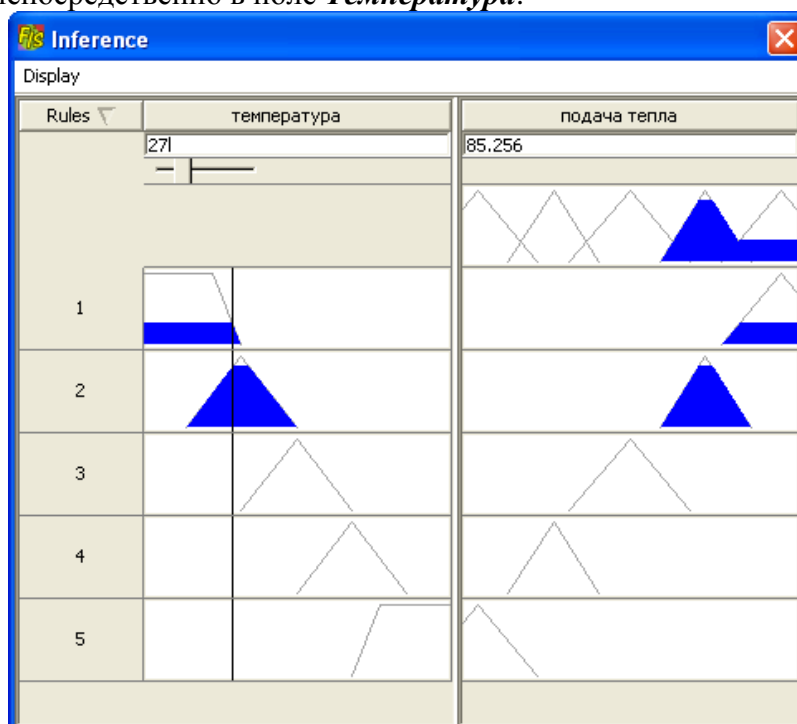 непосредственно в поле Температура.
Inference
Display
Rules температура подача тепла
27 85.256
1
2
3
4
5